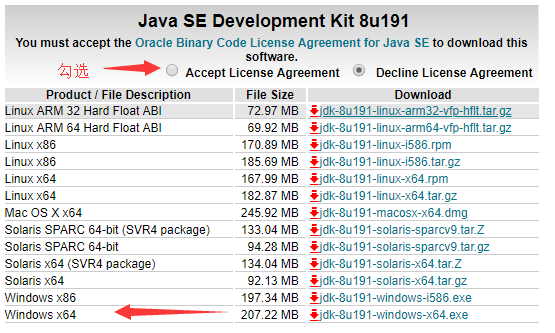 Java SE Development Kit 8u191
You must accept the Oracle Binary Code License Agreement for Java SE to download this
software.
勾选 Accept License Agreement Decline License Agreement
Product / File Description File Size Download
Linux ARM 32 Hard Float ABI 72.97 MB jdk-8u191-linux-arm32-vfp-hflt.tar.gz
Linux ARM 64 Hard Float ABI 69.92 MB jdk-8u191-linux-arm64-vfp-hflt.tar.gz
Linux x86 170.89 MB jdk-8u191-linux-i586.rpm
Linux x86 185.69 MB jdk-8u191-linux-i586.tar.gz
Linux x64 167.99 MB jdk-8u191-linux-x64.rpm
Linux x64 182.87 MB jdk-8u191-linux-x64.tar.gz
Mac OS X x64 245.92 MB jdk-8u191-macosx-x64.dmg
Solaris SPARC 64-bit (SVR4 package) 133.04 MB jdk-8u191-solaris-sparcv9.tar.Z
Solaris SPARC 64-bit 94.28 MB jdk-8u191-solaris-sparcv9.tar.gz
Solaris x64 (SVR4 package) 134.04 MB jdk-8u191-solaris-x64.tar.Z
Solaris x64 92.13 MB jdk-8u191-solaris-x64.tar.gz
Windows x86 197.34 MB jdk-8u191-windows-i586.exe
Windows x64 207.22 MB jdk-8u191-windows-x64.exe